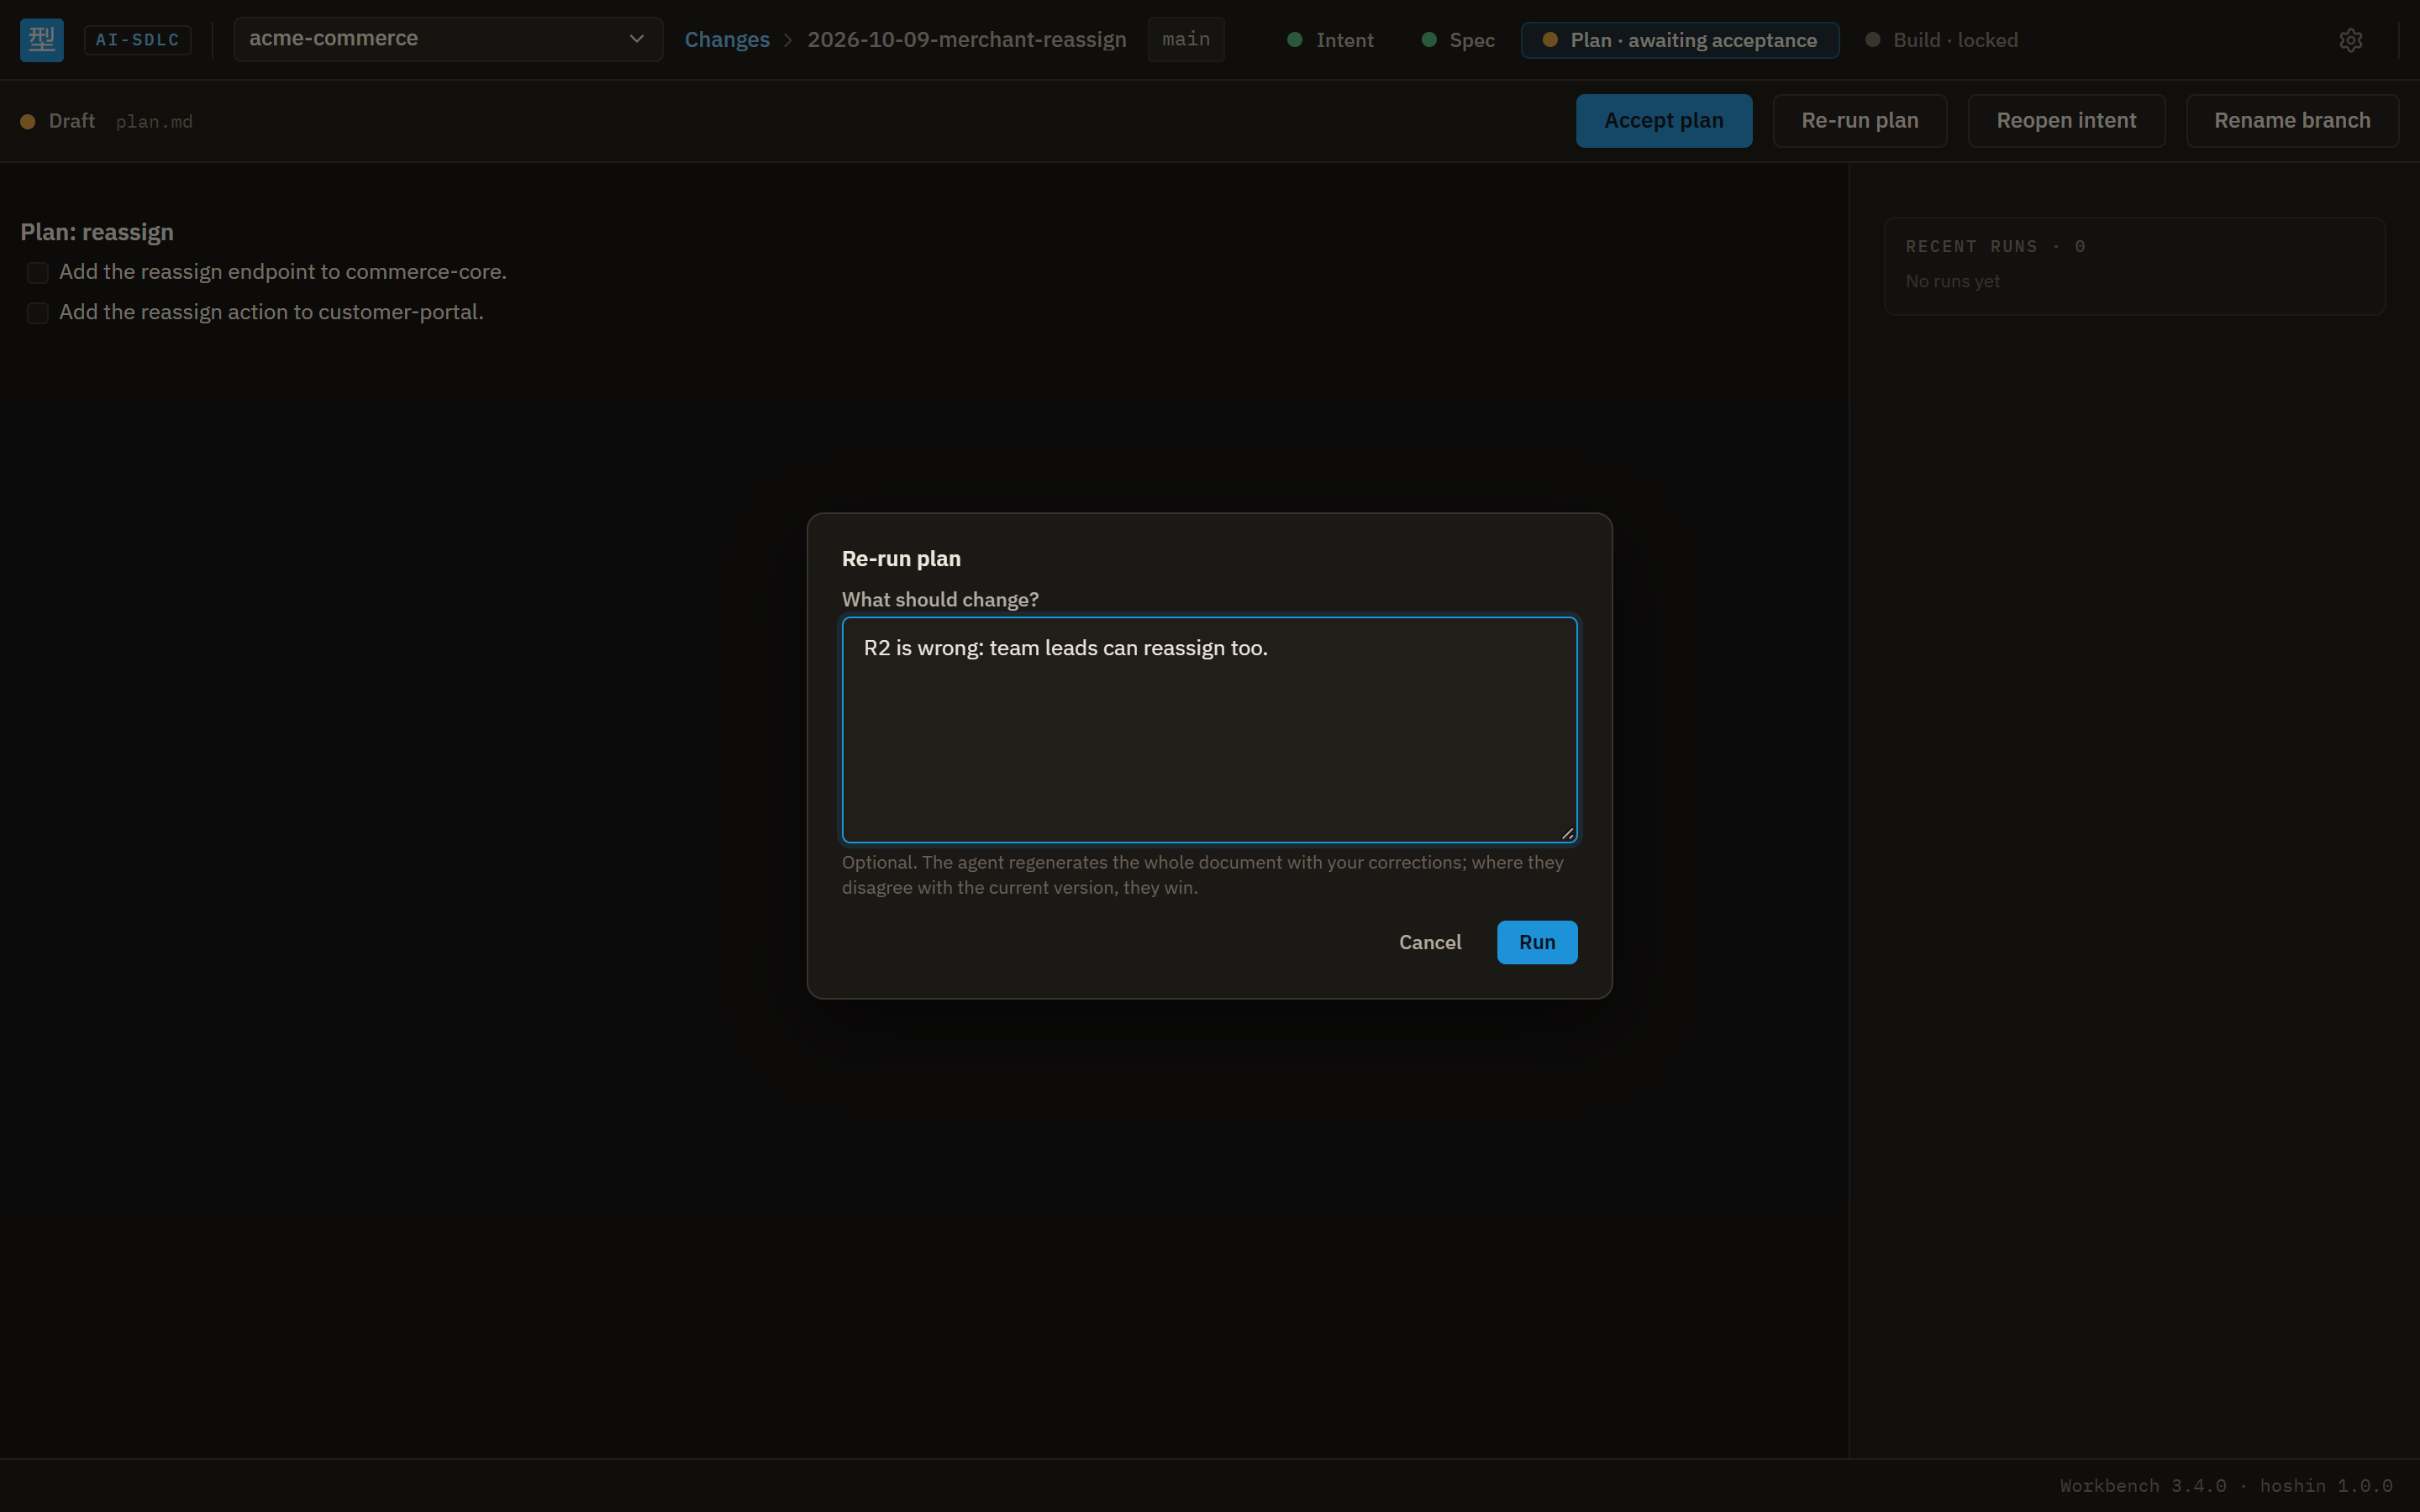 型 AI-SDLC acme-commerce Changes 2026-10-09-merchant-reassign main Intent Spec Plan · awaiting acceptance Build · locked
Draft plan.md Accept plan Re-run plan Reopen intent Rename branch
Plan: reassign
Add the reassign endpoint to commerce-core.
Add the reassign action to customer-portal.
RECENT RUNS · 0
No runs yet
Re-run plan
What should change?
R2 is wrong: team leads can reassign too.
Optional. The agent regenerates the whole document with your corrections; where they
disagree with the current version, they win.
Cancel Run
Workbench 3.4.0 · hoshin 1.0.0